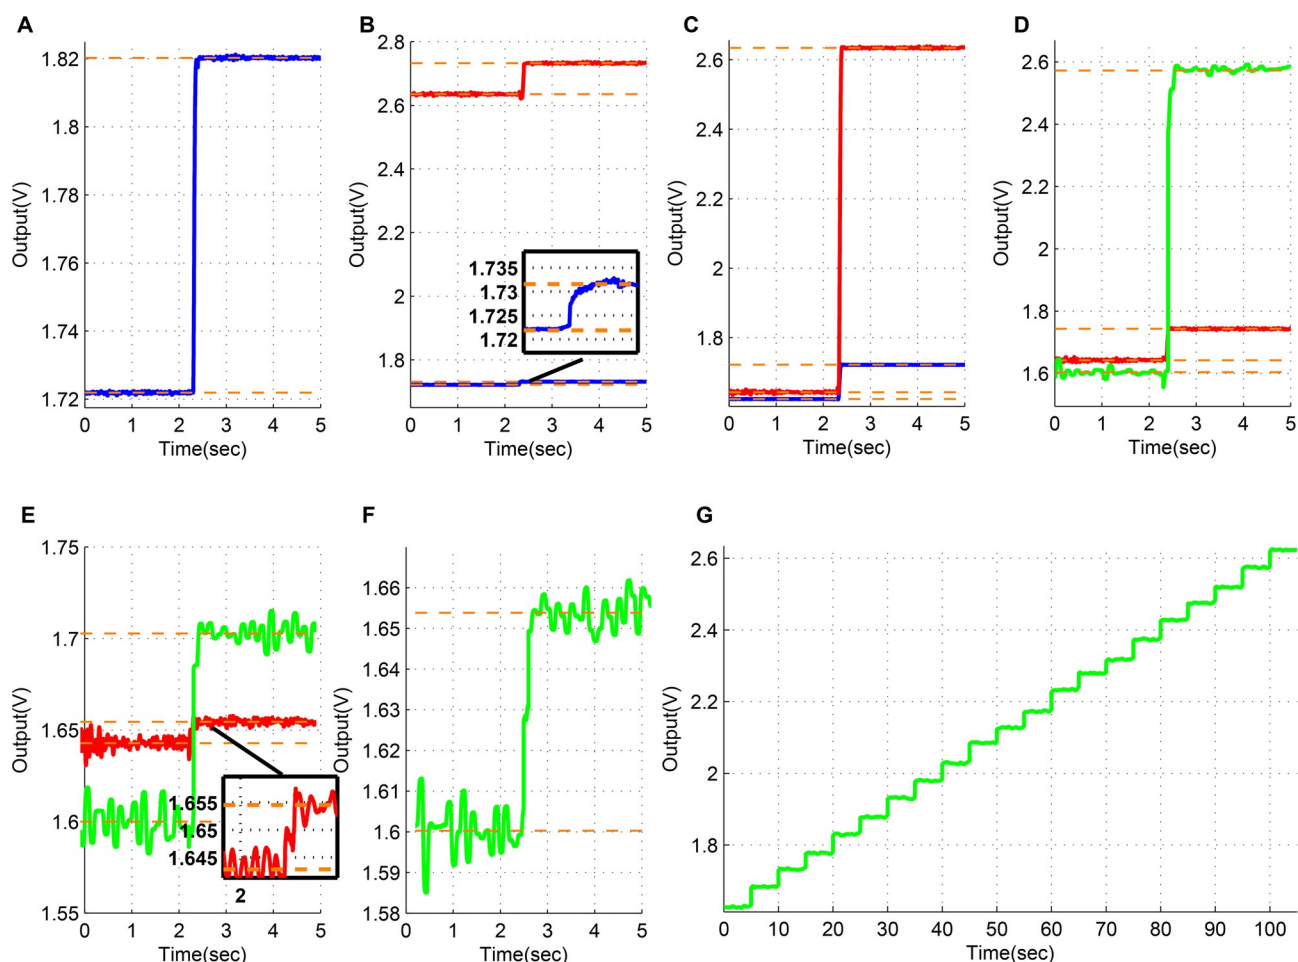 A
Output(V)
1.82
1.8
1.78
1.76
1.74
1.72
0 1 2 3 4 5
Time(sec)
B
Output(V)
2.8
2.6
2.4
2.2
2
1.8
1.735
1.73
1.725
1.72
0 1 2 3 4 5
Time(sec)
C
Output(V)
2.6
2.4
2.2
2
1.8
0 1 2 3 4 5
Time(sec)
D
Output(V)
2.6
2.4
2.2
2
1.8
1.6
0 1 2 3 4 5
Time(sec)
E
Output(V)
1.75
1.7
1.65
1.6
1.55
1.655
1.65
1.645
2
0 1 2 3 4 5
Time(sec)
F
Output(V)
1.66
1.65
1.64
1.63
1.62
1.61
1.6
1.59
1.58
0 1 2 3 4 5
Time(sec)
G
Output(V)
2.6
2.4
2.2
2
1.8
0 10 20 30 40 50 60 70 80 90 100
Time(sec)